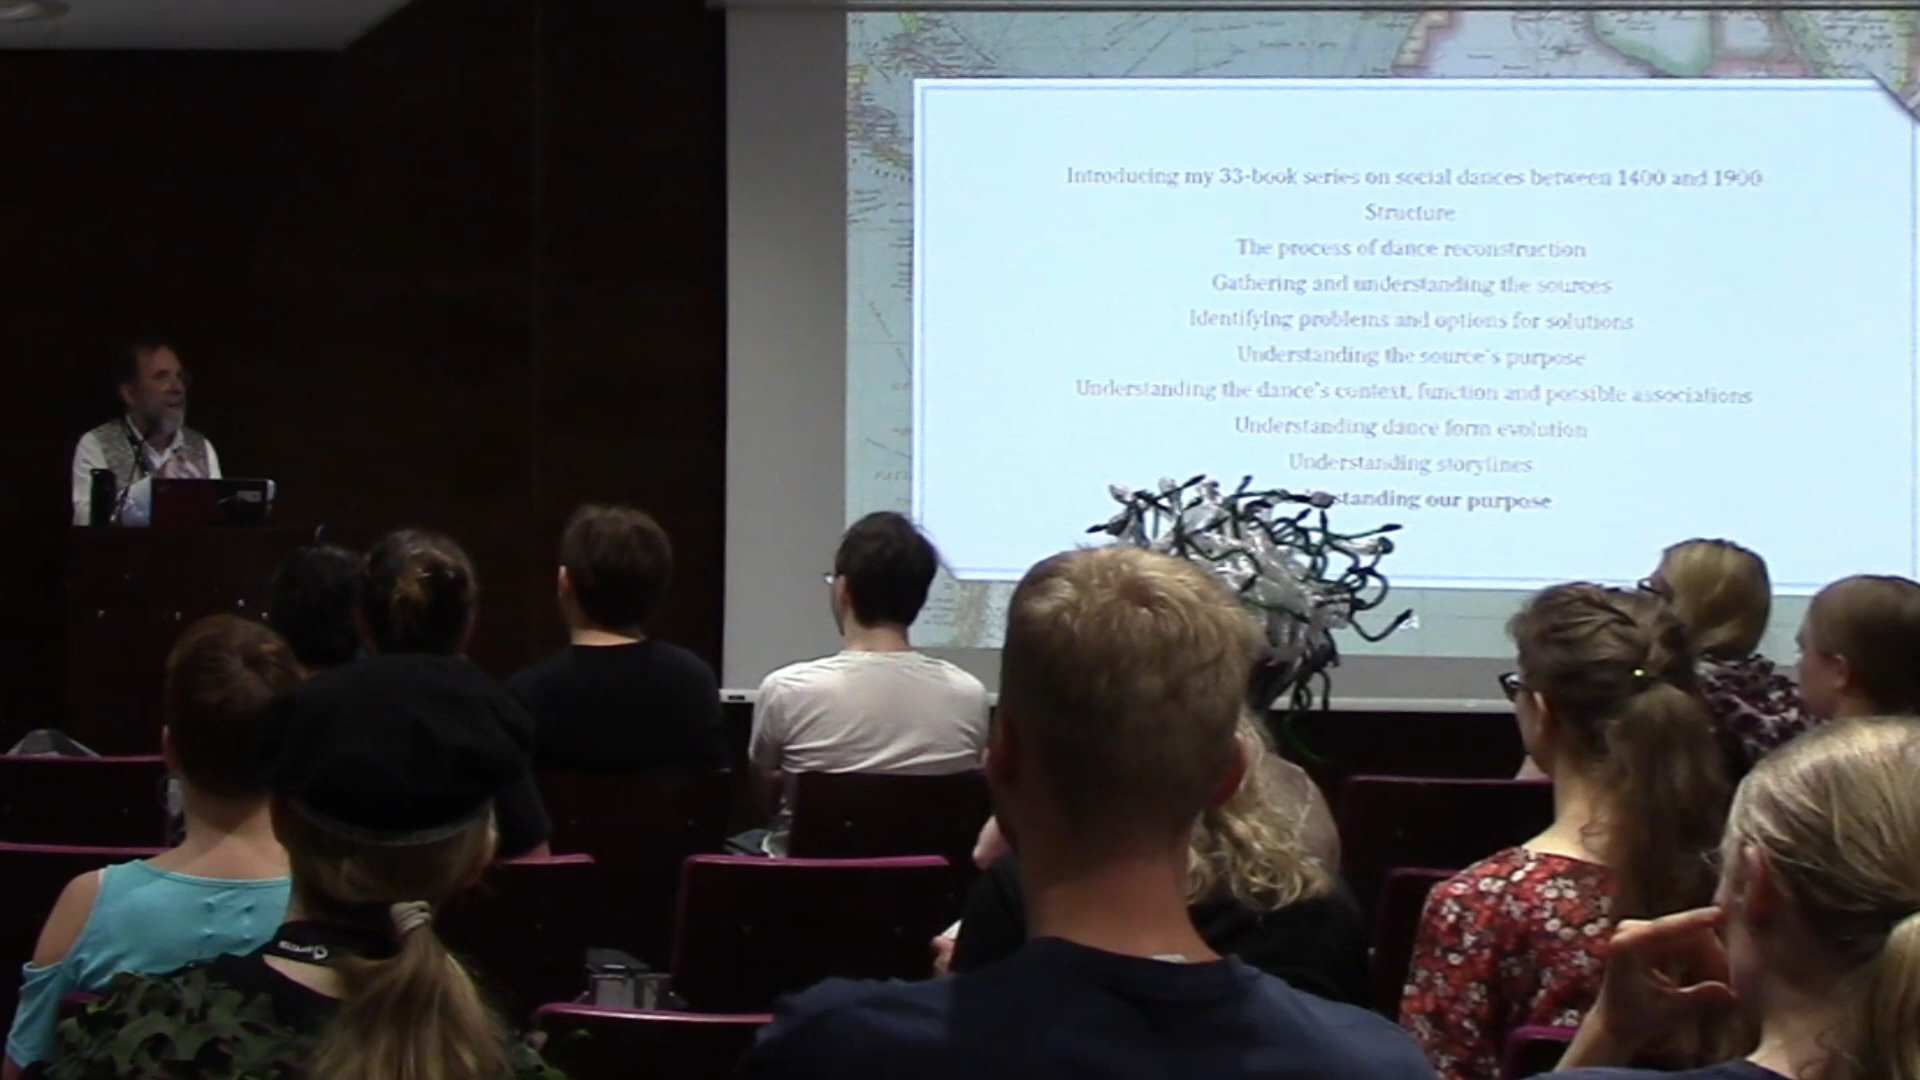 Introducing my 33-book series on social dances between 1400 and 1900
Structure
The process of dance reconstruction
Gathering and understanding the sources
Identifying problems and options for solutions
Understanding the source's purpose
Understanding the dance's context, function and possible associations
Understanding dance form evolution
Understanding storylines
standing our purpose